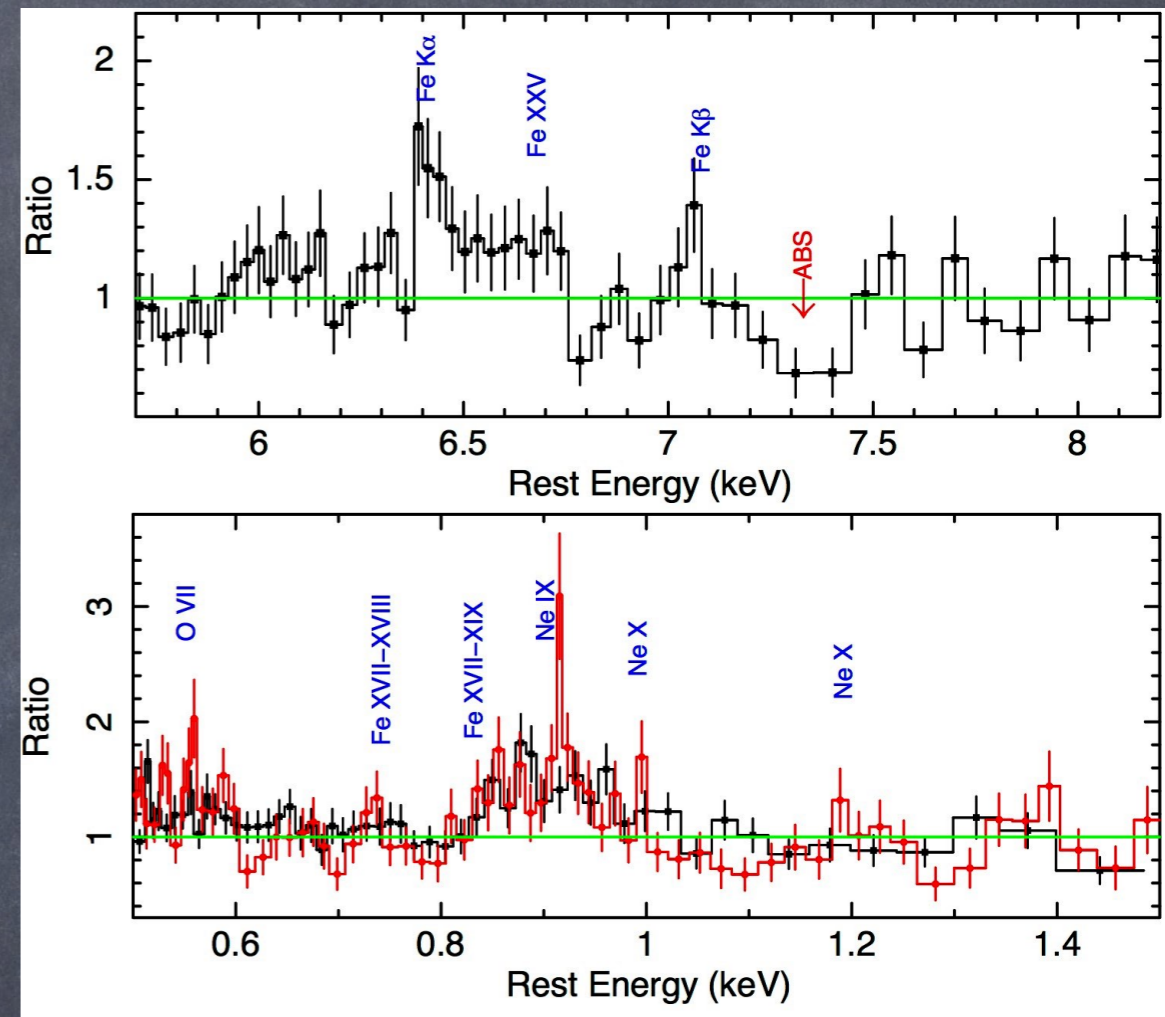 Ratio
2
1.5
1
Fe Kα
Fe XXV
Fe Kβ
ABS
6
6.5
7
7.5
8
Rest Energy (keV)
Ratio
3
2
1
O VII
Fe XVII−XVIII
Fe XVII−XIX
Ne IX
Ne X
Ne X
0.6
0.8
1
1.2
1.4
Rest Energy (keV)